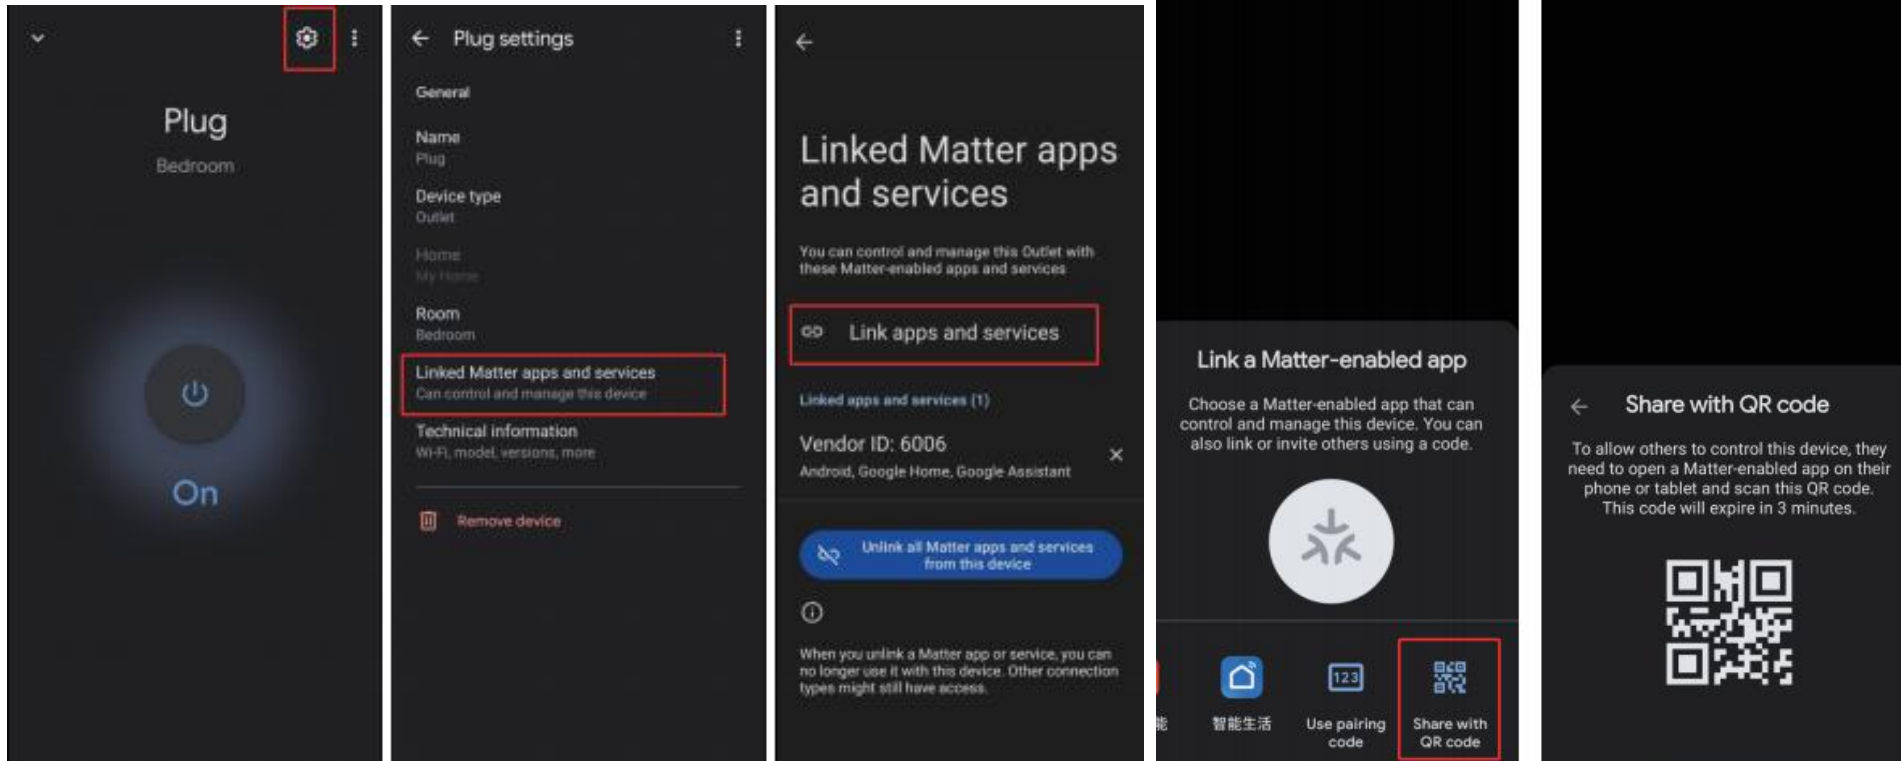 Plug
Bedroom
On
Plug settings
General
Name
Plug
Device type
Outlet
Home
My Home
Room
Bedroom
Linked Matter apps and services
Can control and manage this device
Technical information
Wi-Fi, model, versions, more
Remove device
Linked Matter apps
and services
You can control and manage this Outlet with
these Matter-enabled apps and services
Link apps and services
Linked apps and services (1)
Vendor ID: 6006
Android, Google Home, Google Assistant
Unlink all Matter apps and services
from this device
When you unlink a Matter app or service, you can
no longer use it with this device. Other connection
types might still have access.
Link a Matter-enabled app
Choose a Matter-enabled app that can
control and manage this device. You can
also link or invite others using a code.
能
智能生活
123
Use pairing
code
Share with
QR code
Share with QR code
To allow others to control this device, they
need to open a Matter-enabled app on their
phone or tablet and scan this QR code.
This code will expire in 3 minutes.